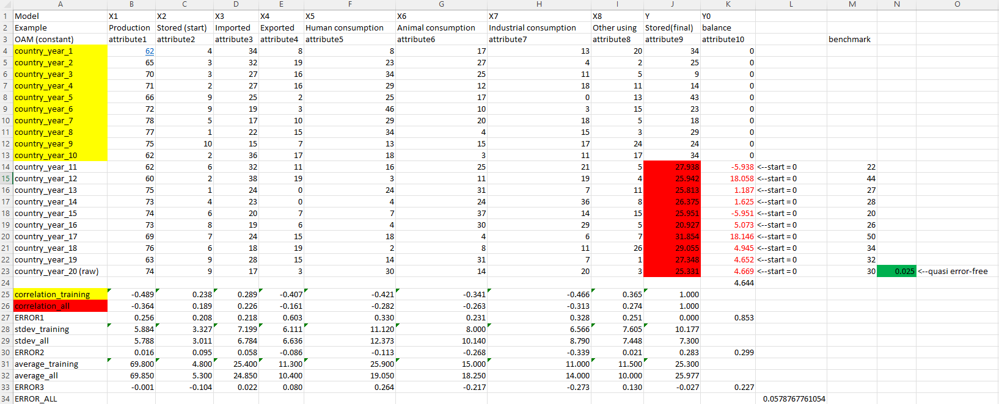 A B C D E F G H I J K L M N O
1 Model X1 X2 X3 X4 X5 X6 X7 X8 Y Y0
2 Example Production Stored (start) Imported Exported Human consumption Animal consumption Industrial consumption Other using Stored(final) balance
3 OAM (constant) attribute1 attribute2 attribute3 attribute4 attribute5 attribute6 attribute7 attribute8 attribute9 attribute10 benchmark
4 country_year_1 62 4 34 8 8 17 13 20 34 0
5 country_year_2 65 3 32 19 23 27 4 2 25 0
6 country_year_3 70 3 27 16 34 25 11 5 9 0
7 country_year_4 71 2 27 16 29 12 18 11 14 0
8 country_year_5 66 9 25 2 25 17 0 13 43 0
9 country_year_6 72 9 19 3 46 10 3 15 23 0
10 country_year_7 78 5 17 10 29 20 18 5 18 0
11 country_year_8 77 1 22 15 34 4 15 3 29 0
12 country_year_9 75 10 15 7 13 15 17 24 24 0
13 country_year_10 62 2 36 17 18 3 11 17 34 0
14 country_year_11 62 6 32 11 16 25 21 5 27.938 -5.938 <--start = 0 22
15 country_year_12 60 2 38 19 3 11 19 4 25.942 18.058 <--start = 0 44
16 country_year_13 75 1 24 0 24 31 7 11 25.813 1.187 <--start = 0 27
17 country_year_14 73 4 23 0 4 24 36 8 26.375 1.625 <--start = 0 28
18 country_year_15 74 6 20 7 7 37 14 15 25.951 -5.951 <--start = 0 20
19 country_year_16 73 8 19 6 4 30 29 5 20.927 5.073 <--start = 0 26
20 country_year_17 69 7 24 15 18 4 6 7 31.854 18.146 <--start = 0 50
21 country_year_18 76 6 18 19 2 8 11 26 29.055 4.945 <--start = 0 34
22 country_year_19 63 9 28 15 14 31 7 1 27.348 4.652 <--start = 0 32
23 country_year_20 (raw) 74 9 17 3 30 14 20 3 25.331 4.669 <--start = 0 30 0.025 <--quasi error-free
24 4.644
25 correlation_training -0.489 0.238 0.289 -0.407 -0.421 -0.341 -0.466 0.365 1.000
26 correlation_all -0.364 0.189 0.226 -0.161 -0.282 -0.263 -0.313 0.274 1.000
27 ERROR1 0.256 0.208 0.218 0.603 0.330 0.231 0.328 0.251 0.000 0.853
28 stdev_training 5.884 3.327 7.199 6.111 11.120 8.000 6.566 7.605 10.177
29 stdev_all 5.788 3.011 6.784 6.636 12.373 10.140 8.790 7.448 7.300
30 ERROR2 0.016 0.095 0.058 -0.086 -0.113 -0.268 -0.339 0.021 0.283 0.299
31 average_training 69.800 4.800 25.400 11.300 25.900 15.000 11.000 11.500 25.300
32 average_all 69.850 5.300 24.850 10.400 19.050 18.250 14.000 10.000 25.977
33 ERROR3 -0.001 -0.104 0.022 0.080 0.264 -0.217 -0.273 0.130 -0.027 0.227
34 ERROR_ALL 0.0578767761054